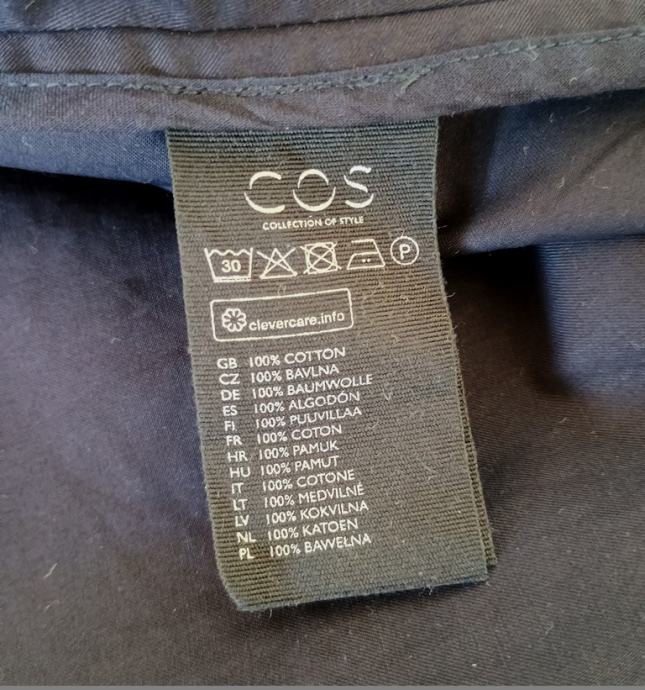 COS
COLLECTION OF STYLE
30 P
clevercare.info
GB 100% COTTON
CZ 100% BAVLNA
DE 100% BAUMWOLLE
ES 100% ALGODÓN
FI 100% PUUVILLAA
FR 100% COTON
HR 100% PAMUK
HU 100% PAMUT
IT 100% COTONE
LT 100% MEDVILNĖ
LV 100% KOKVILNA
NL 100% KATOEN
PL 100% BAWEŁNA